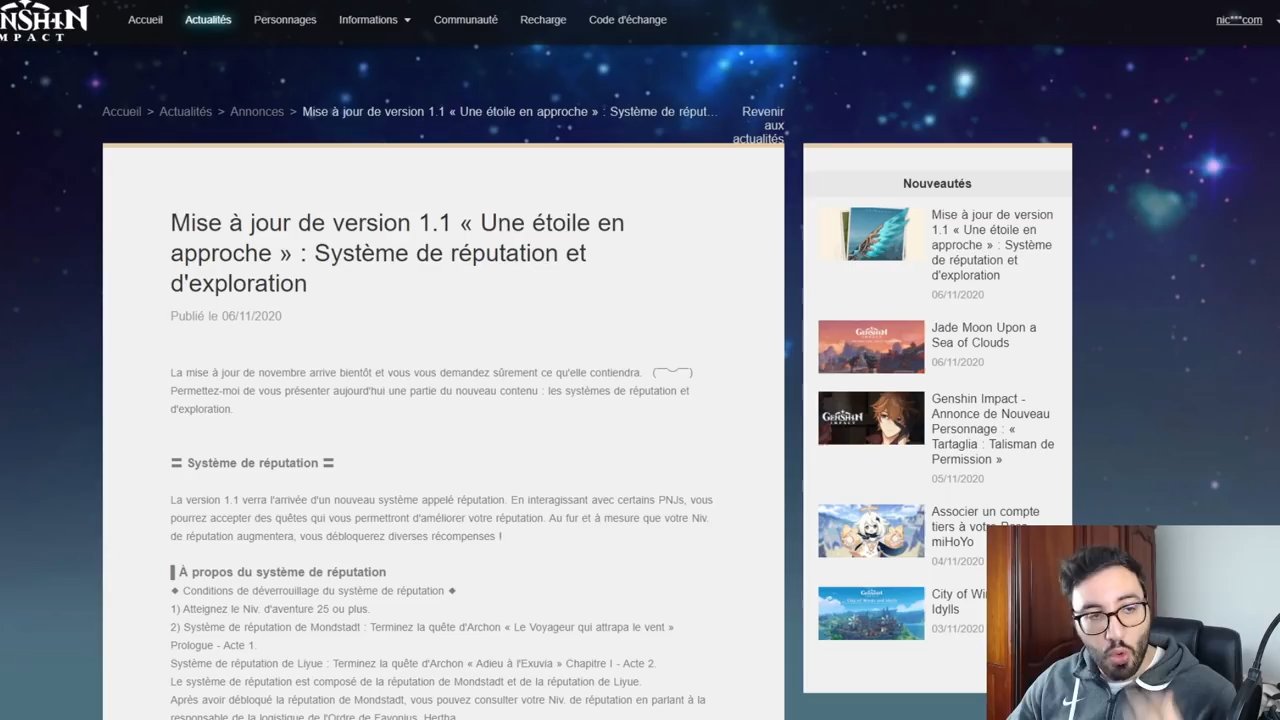 ENSHIN
MPACT
Accueil
Actualités
Personnages
Informations
Communauté
Recharge
Code d'échange
nic***com
Accueil > Actualités > Annonces > Mise à jour de version 1.1 « Une étoile en approche » : Système de réput...
Revenir
aux
actualités
Mise à jour de version 1.1 « Une étoile en
approche » : Système de réputation et
d'exploration
Publié le 06/11/2020
La mise à jour de novembre arrive bientôt et vous vous demandez sûrement ce qu'elle contiendra.
Permettez-moi de vous présenter aujourd'hui une partie du nouveau contenu : les systèmes de réputation et
d'exploration.
〓 Système de réputation 〓
La version 1.1 verra l'arrivée d'un nouveau système appelé réputation. En interagissant avec certains PNJs, vous
pourrez accepter des quêtes qui vous permettront d'améliorer votre réputation. Au fur et à mesure que votre Niv.
de réputation augmentera, vous débloquerez diverses récompenses !
▌À propos du système de réputation
◆ Conditions de déverrouillage du système de réputation ◆
1) Atteignez le Niv. d'aventure 25 ou plus.
2) Système de réputation de Mondstadt : Terminez la quête d'Archon « Le Voyageur qui attrapa le vent »
Prologue - Acte 1.
Système de réputation de Liyue : Terminez la quête d'Archon « Adieu à l'Exuvia » Chapitre I - Acte 2.
Le système de réputation est composé de la réputation de Mondstadt et de la réputation de Liyue.
Après avoir débloqué la réputation de Mondstadt, vous pouvez consulter votre Niv. de réputation en parlant à la
responsable de la logistique de l'Ordre de Favonius, Hertha.
Nouveautés
Mise à jour de version
1.1 « Une étoile en
approche » : Système
de réputation et
d'exploration
06/11/2020
GENSHIN
IMPACT
Jade Moon Upon a
Sea of Clouds
06/11/2020
GENSHIN
IMPACT
Genshin Impact -
Annonce de Nouveau
Personnage : «
Tartaglia : Talisman de
Permission »
05/11/2020
Associer un compte
tiers à votre
miHoYo
04/11/2020
City of
Idylls
03/11/2020